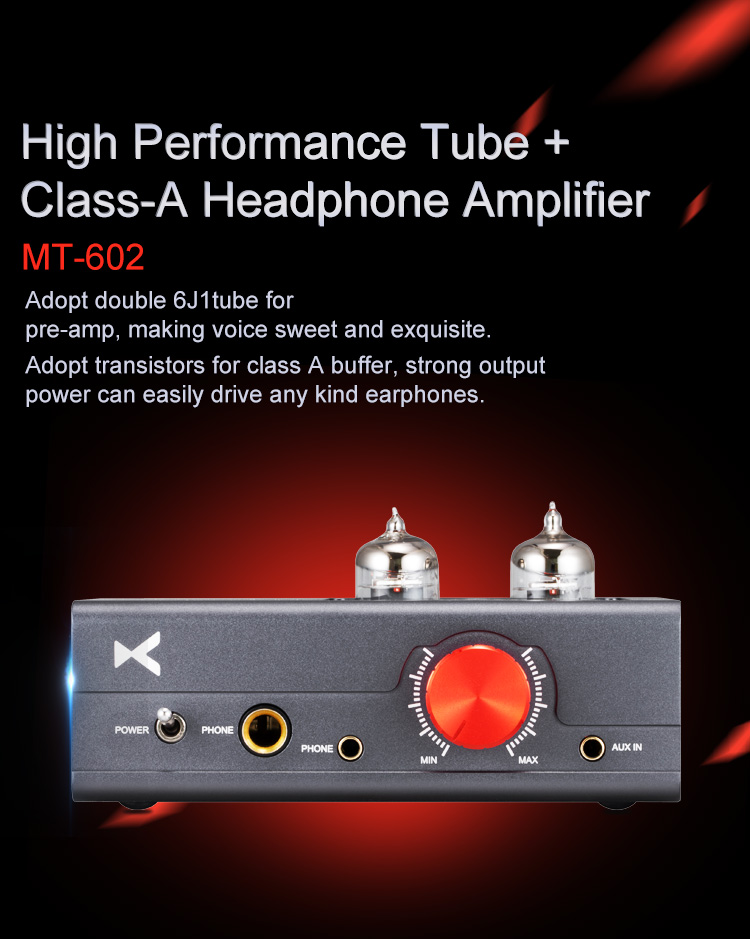 High Performance Tube +
Class-A Headphone Amplifier
MT-602
Adopt double 6J1tube for
pre-amp, making voice sweet and exquisite.
Adopt transistors for class A buffer, strong output
power can easily drive any kind earphones.
POWER
PHONE
PHONE
MIN
MAX
AUX IN